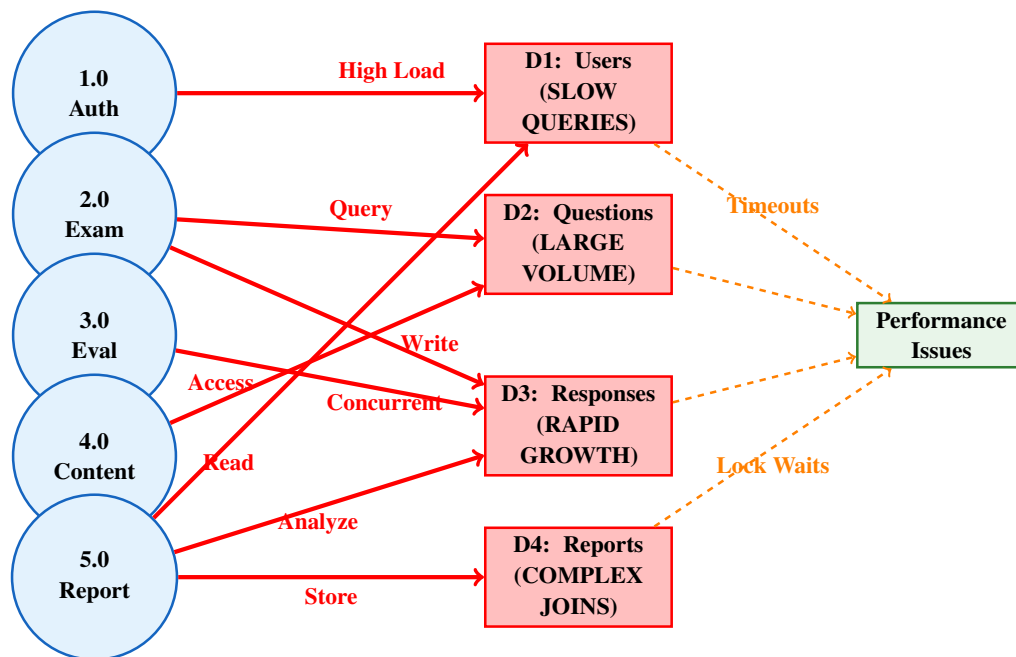 1.0
Auth
2.0
Exam
3.0
Eval
4.0
Content
5.0
Report
High Load
Query
Write
Access
Concurrent
Read
Analyze
Store
D1: Users
(SLOW
QUERIES)
D2: Questions
(LARGE
VOLUME)
D3: Responses
(RAPID
GROWTH)
D4: Reports
(COMPLEX
JOINS)
Timeouts
Lock Waits
Performance
Issues